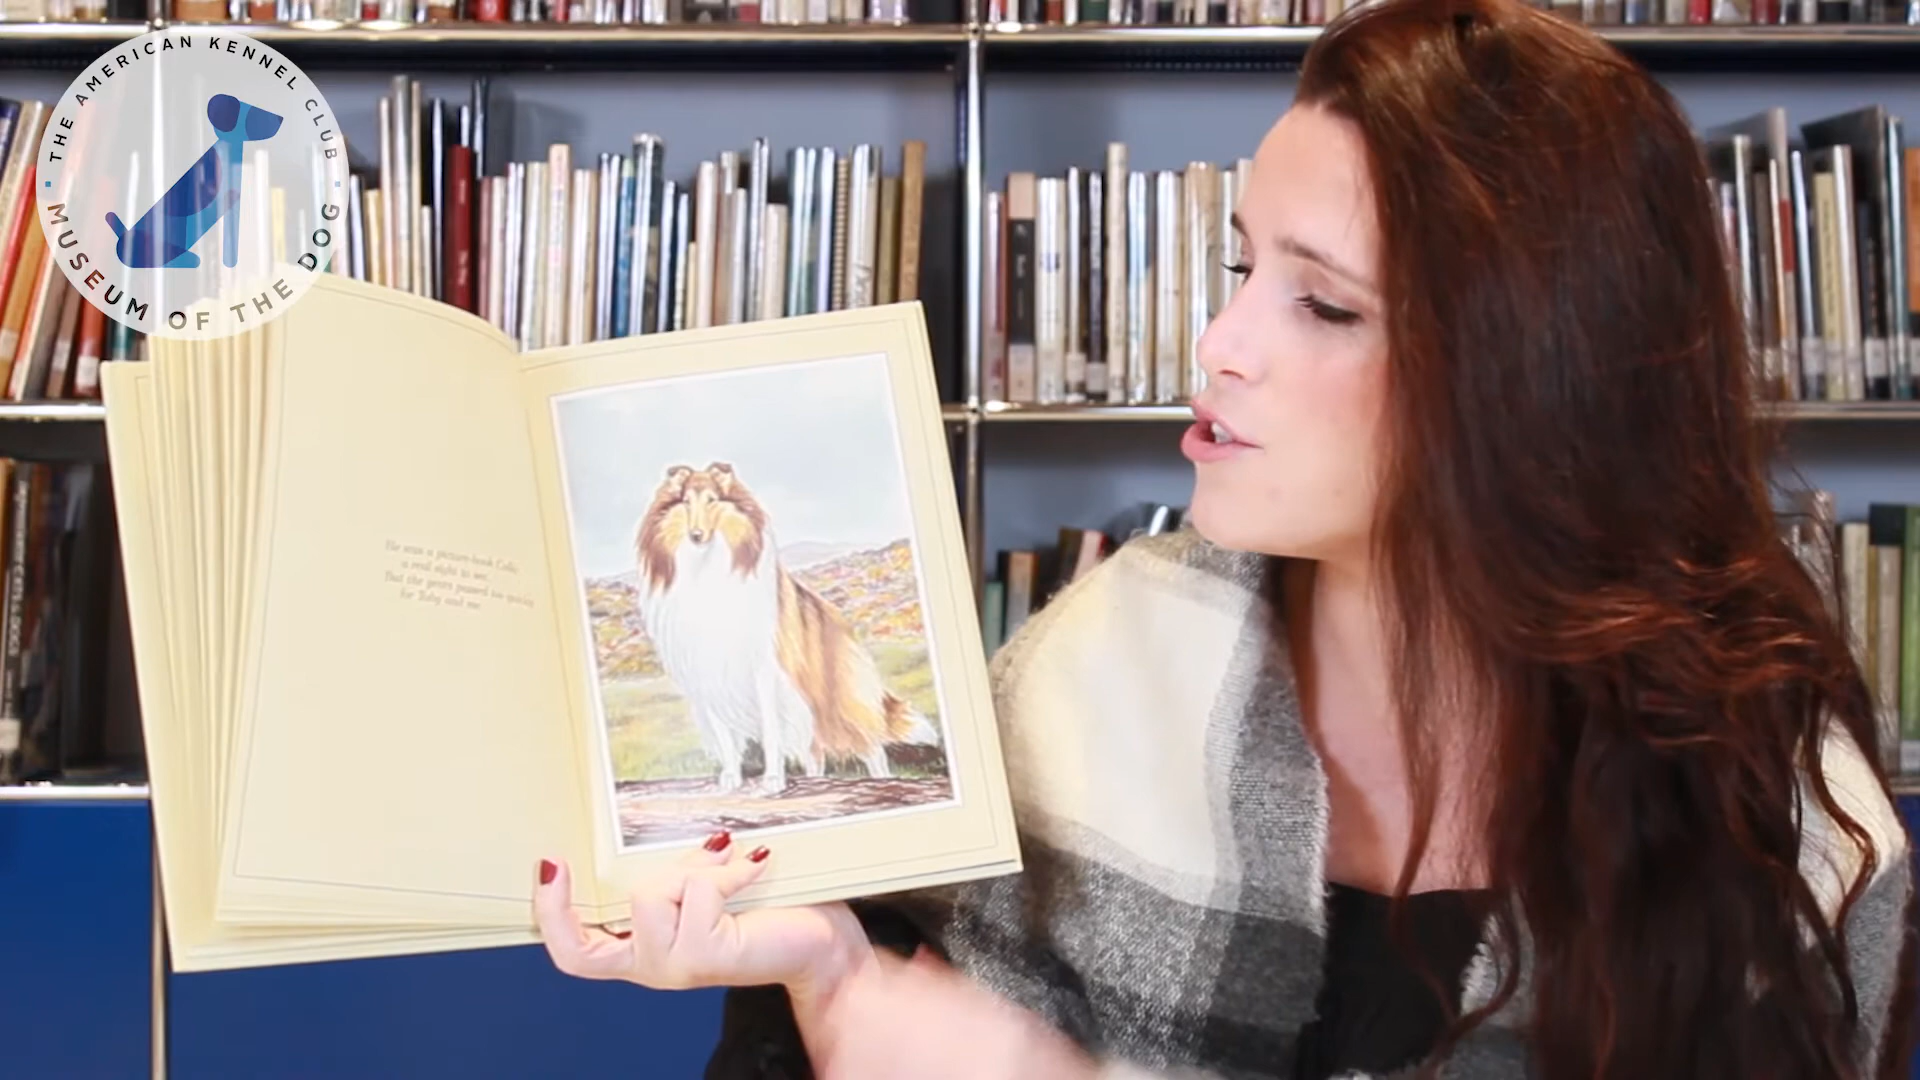 THE AMERICAN KENNEL CLUB
MUSEUM OF THE DOG
He was a picture-book Collie,
a real sight to see.
But the years passed too quickly
for Toby and me.